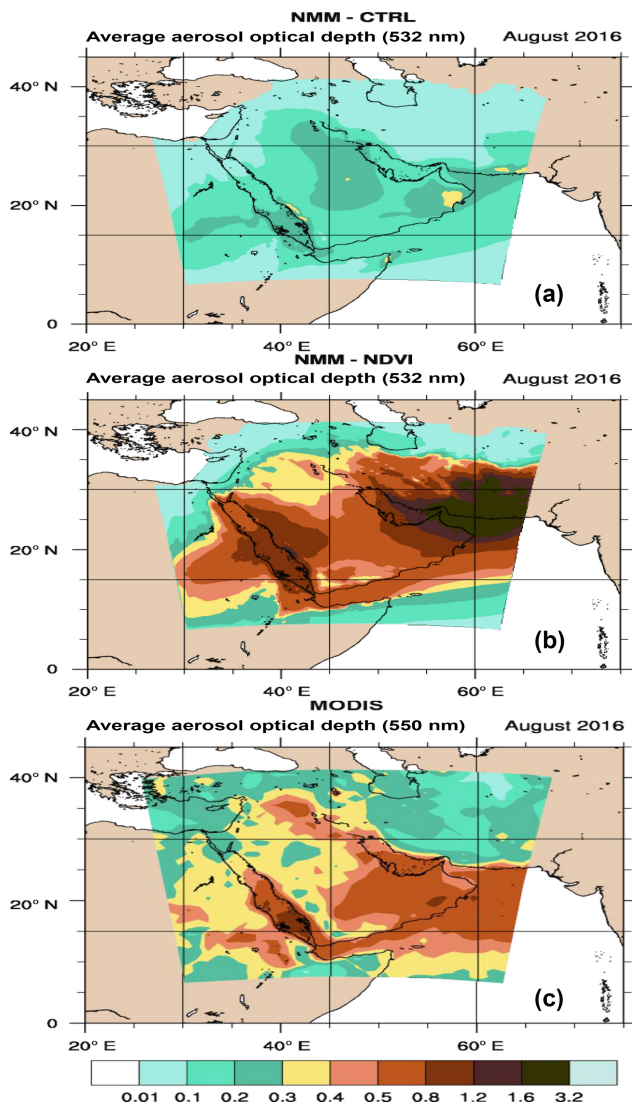 NMM - CTRL
Average aerosol optical depth (532 nm) August 2016
40° N
20° N
0
20° E 40° E 60° E
(a)
NMM - NDVI
Average aerosol optical depth (532 nm) August 2016
40° N
20° N
0
20° E 40° E 60° E
(b)
MODIS
Average aerosol optical depth (550 nm) August 2016
40° N
20° N
0
20° E 40° E 60° E
(c)
0.01 0.1 0.2 0.3 0.4 0.5 0.8 1.2 1.6 3.2